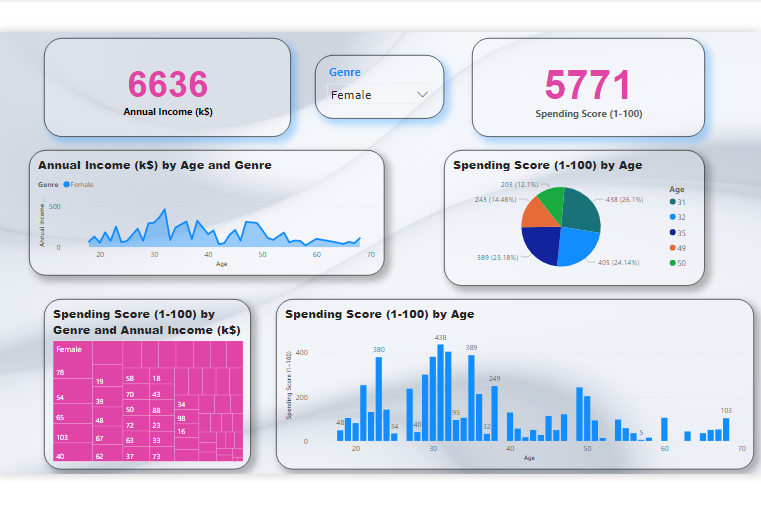 6636
Annual Income (k$)
Genre
Female
5771
Spending Score (1-100)
Annual Income (k$) by Age and Genre
Genre Female
Annual Income...
500
0
20 30 40 50 60 70
Age
Spending Score (1-100) by Age
203 (12.1%)
243 (14.48%)
438 (26.1%)
389 (23.18%)
405 (24.14%)
Age
31
32
35
49
50
Spending Score (1-100) by
Genre and Annual Income (k$)
Female
78
54
65
103
40
19
39
48
67
62
58
70
50
72
63
37
18
43
88
23
33
73
34
98
16
Spending Score (1-100) by Age
Spending Score (1-100)
400
200
0
48
380
34
40
438
95
389
32
249
5
103
20 30 40 50 60 70
Age